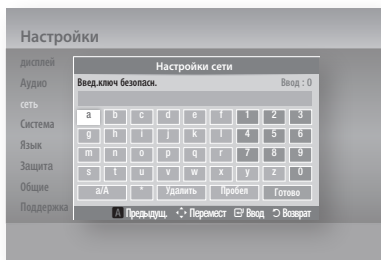 Настройки
дисплей
Аудио
сеть
Система
Язык
Защита
Общие
Поддержка
Настройки сети
Введ.ключ безопасн. Ввод : 0
a b c d e f 1 2 3
g h i j k l 4 5 6
m n o p q r 7 8 9
s t u v w x y z 0
a/A * Удалить Пробел Готово
A Предыдущ. Перемест Ввод Возврат